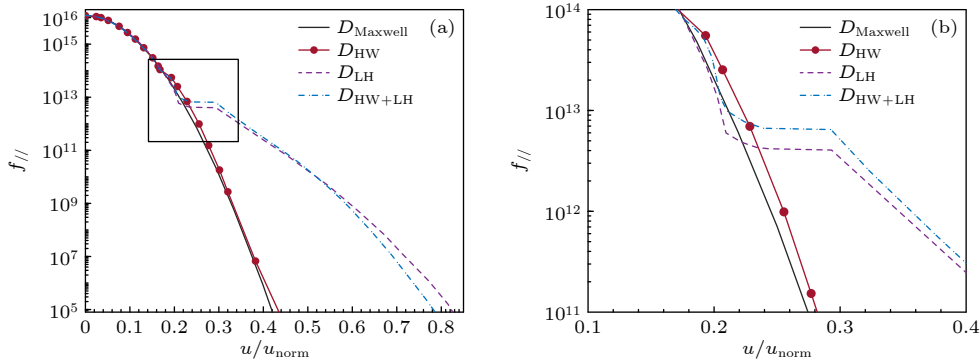 (a)
D_Maxwell
D_HW
D_LH
D_HW+LH
10^16
10^15
10^13
10^11
10^9
10^7
10^5
f_//
0 0.1 0.2 0.3 0.4 0.5 0.6 0.7 0.8
u/u_norm
(b)
D_Maxwell
D_HW
D_LH
D_HW+LH
10^14
10^13
10^12
10^11
f_//
0.1 0.2 0.3 0.4
u/u_norm